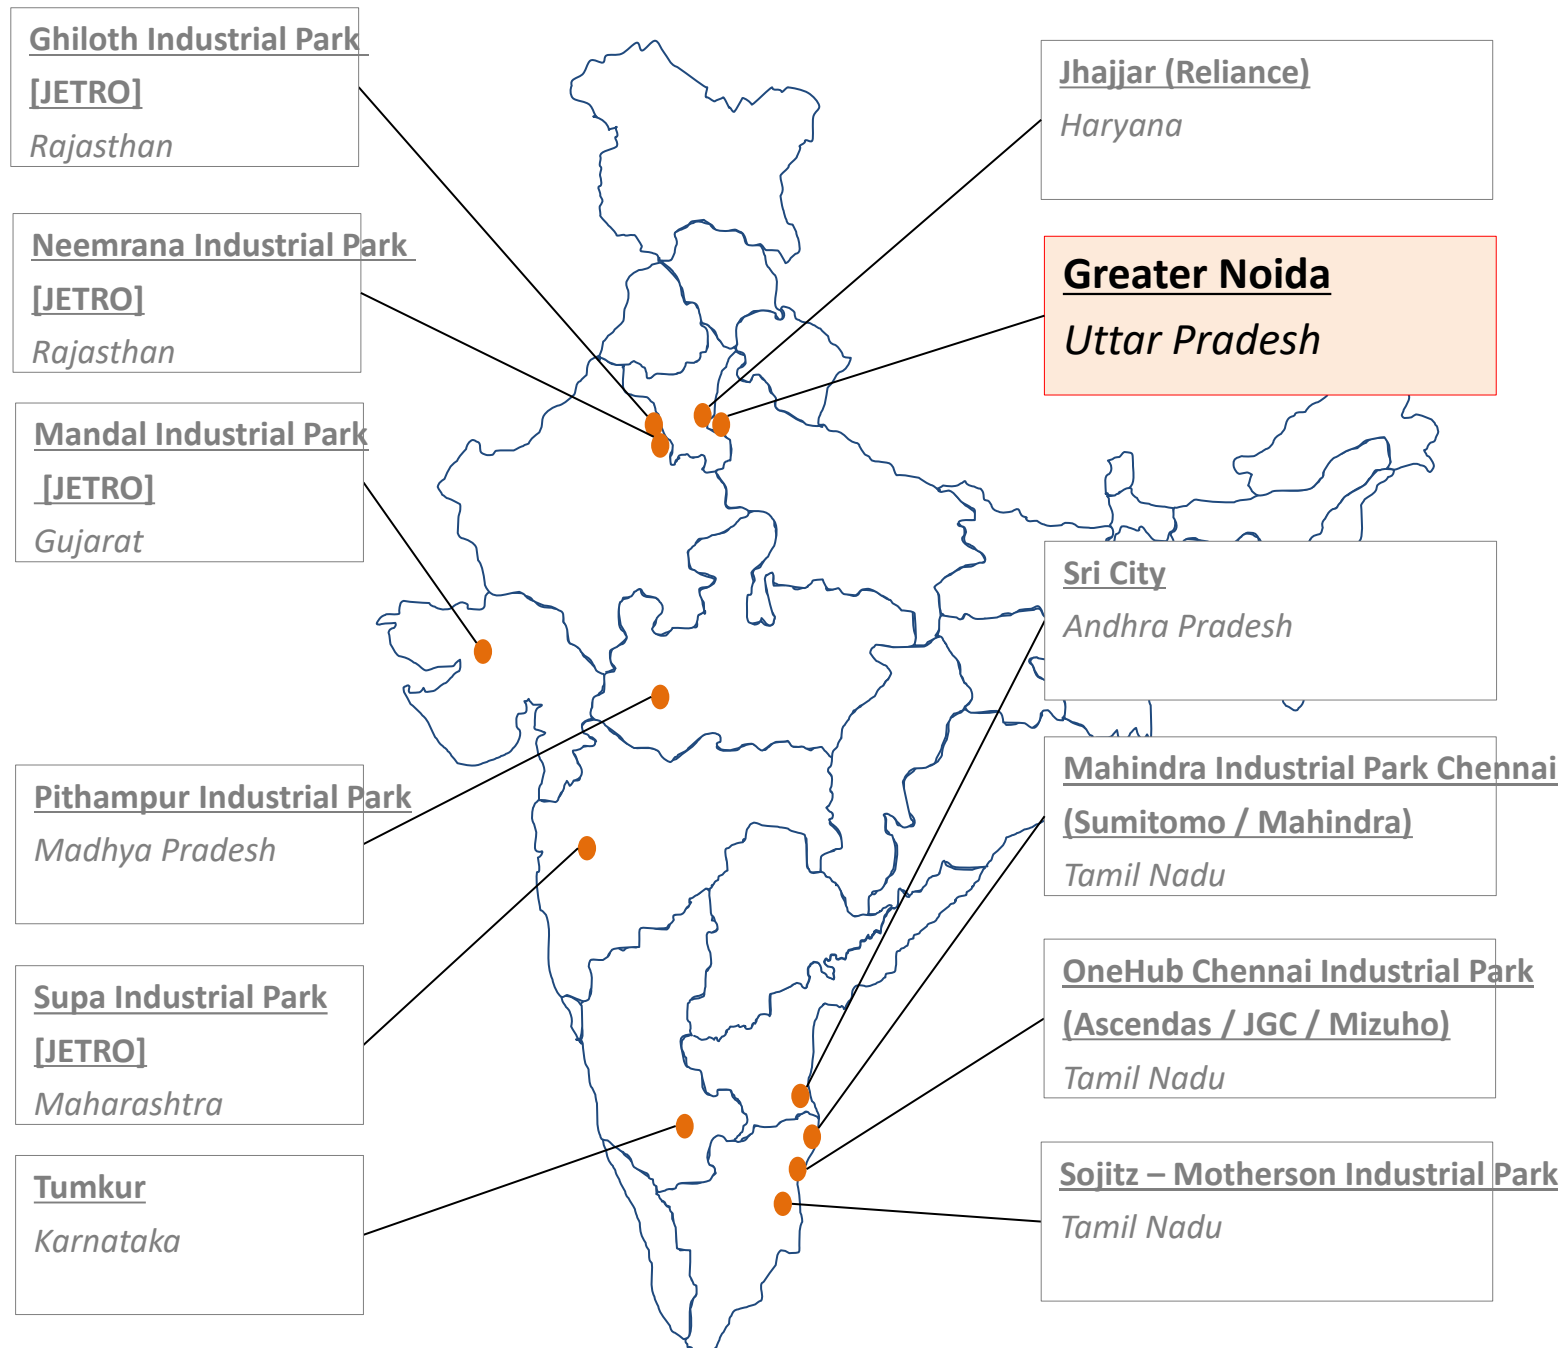 Ghiloth Industrial Park
[JETRO]
Rajasthan
Neemrana Industrial Park
[JETRO]
Rajasthan
Mandal Industrial Park
[JETRO]
Gujarat
Pithampur Industrial Park
Madhya Pradesh
Supa Industrial Park
[JETRO]
Maharashtra
Tumkur
Karnataka
Jhajjar (Reliance)
Haryana
Greater Noida
Uttar Pradesh
Sri City
Andhra Pradesh
Mahindra Industrial Park Chennai
(Sumitomo / Mahindra)
Tamil Nadu
OneHub Chennai Industrial Park
(Ascendas / JGC / Mizuho)
Tamil Nadu
Sojitz – Motherson Industrial Park
Tamil Nadu